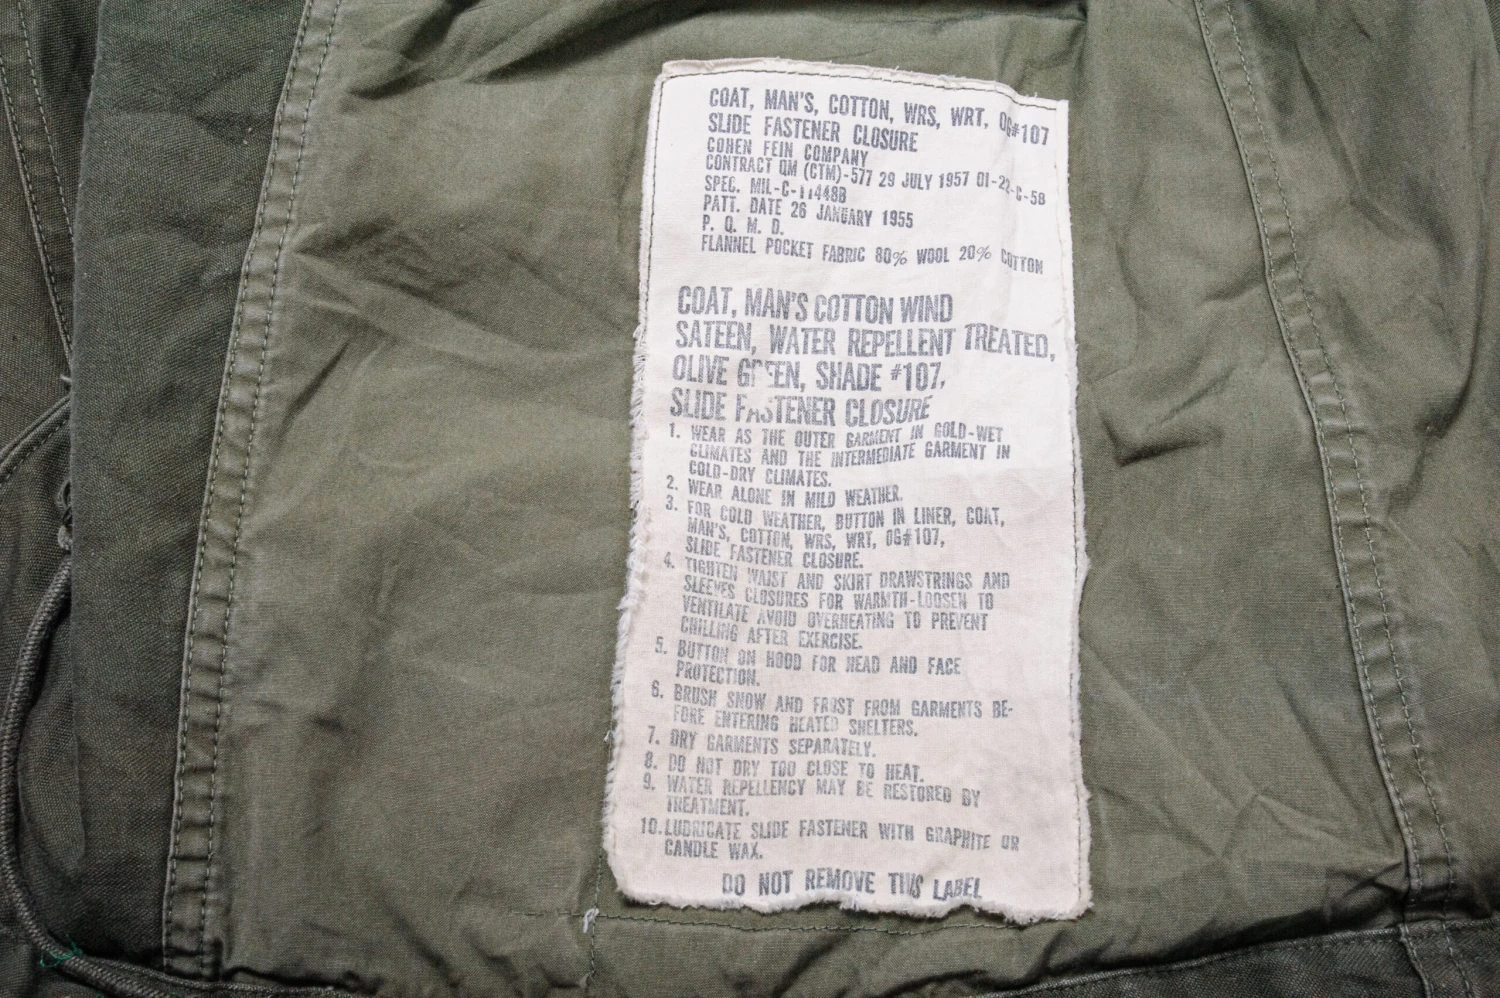 COAT, MAN'S, COTTON, WRS, WRT, OG#107
SLIDE FASTENER CLOSURE
COHEN FEIN COMPANY
CONTRACT QM (CTM)-577 29 JULY 1957 01-22-C-58
SPEC. MIL-C-11448B
PATT. DATE 26 JANUARY 1955
P. Q. M. D.
FLANNEL POCKET FABRIC 80% WOOL 20% COTTON
COAT, MAN'S COTTON WIND
SATEEN, WATER REPELLENT TREATED,
OLIVE GREEN, SHADE #107,
SLIDE FASTENER CLOSURE
1. WEAR AS THE OUTER GARMENT IN COLD-WET
CLIMATES AND THE INTERMEDIATE GARMENT IN
COLD-DRY CLIMATES.
2. WEAR ALONE IN MILD WEATHER.
3. FOR COLD WEATHER, BUTTON IN LINER, COAT,
MAN'S, COTTON, WRS, WRT, OG#107,
SLIDE FASTENER CLOSURE.
4. TIGHTEN WAIST AND SKIRT DRAWSTRINGS AND
SLEEVES CLOSURES FOR WARMTH-LOOSEN TO
VENTILATE AVOID OVERHEATING TO PREVENT
CHILLING AFTER EXERCISE.
5. BUTTON ON HOOD FOR HEAD AND FACE
PROTECTION.
6. BRUSH SNOW AND FROST FROM GARMENTS BE-
FORE ENTERING HEATED SHELTERS.
7. DRY GARMENTS SEPARATELY.
8. DO NOT DRY TOO CLOSE TO HEAT.
9. WATER REPELLENCY MAY BE RESTORED BY
TREATMENT.
10. LUBRICATE SLIDE FASTENER WITH GRAPHITE OR
CANDLE WAX.
DO NOT REMOVE THIS LABEL